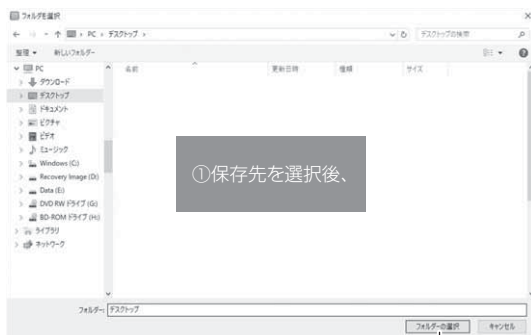 フォルダを選択
PC › デスクトップ ›
デスクトップの検索
整理 新しいフォルダー
PC
ダウンロード
デスクトップ
ドキュメント
ピクチャ
ビデオ
ミュージック
Windows (C:)
Recovery Image (D:)
Data (E:)
DVD RW ドライブ (G:)
BD-ROM ドライブ (H:)
ライブラリ
ネットワーク
名前 更新日時 種類 サイズ
①保存先を選択後、
フォルダー: デスクトップ
フォルダーの選択 キャンセル